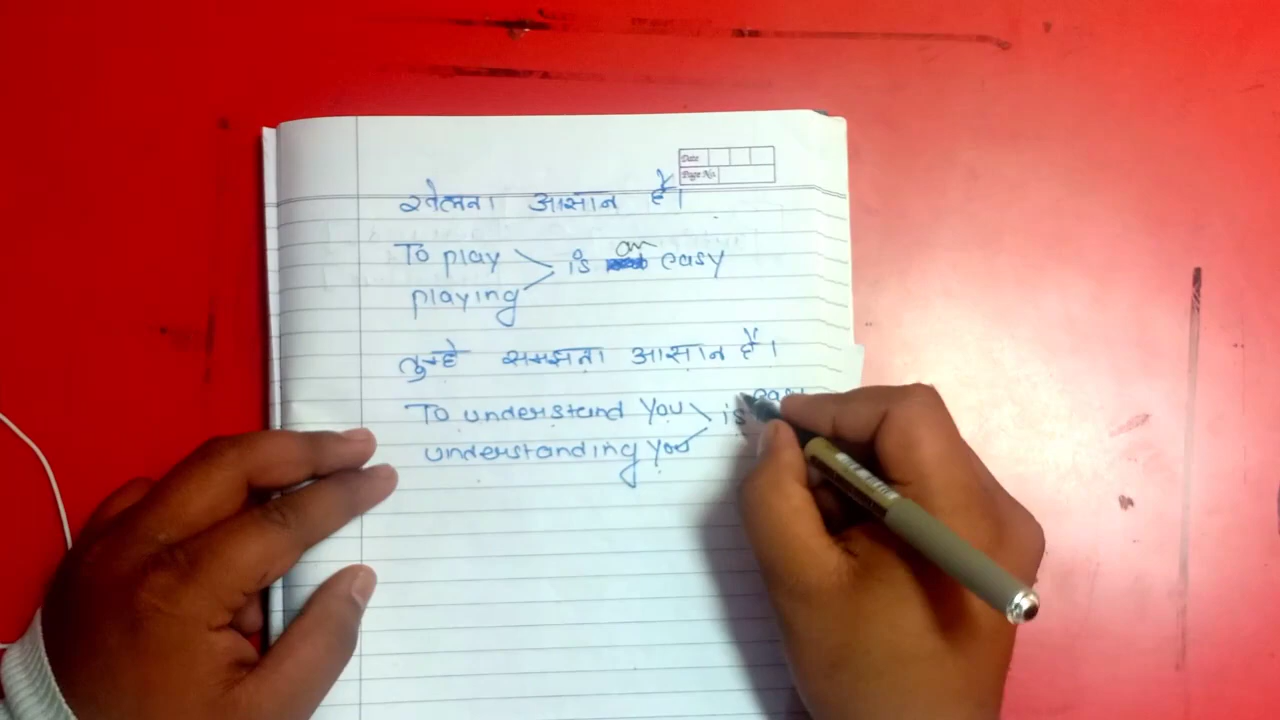 Date
Page No.
खेलना आसान है।
To play is an easy
playing
तुम्हे समझना आसान है।
To understand you is easy
understanding you